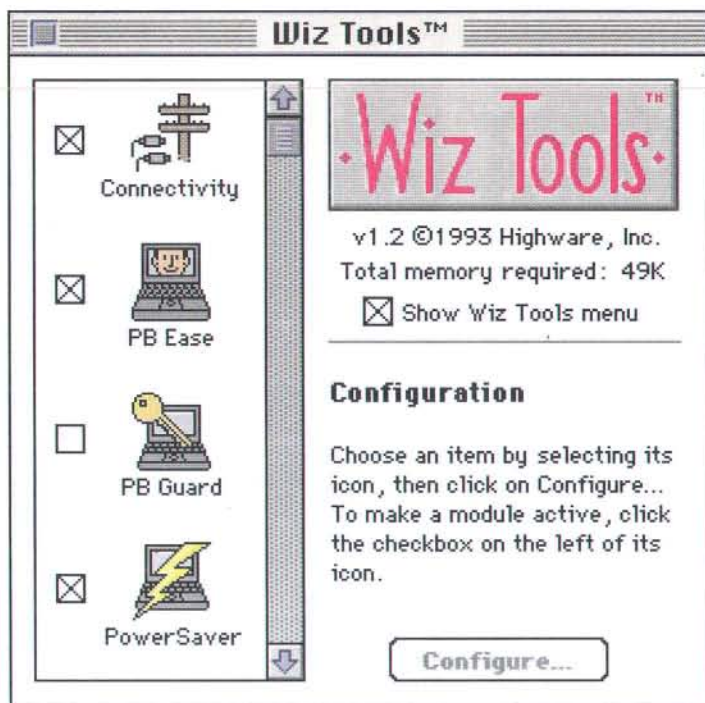 Wiz Tools™
Connectivity
PB Ease
PB Guard
PowerSaver
Wiz Tools™
v1.2 ©1993 Highware, Inc.
Total memory required: 49K
Show Wiz Tools menu
Configuration
Choose an item by selecting its
icon, then click on Configure...
To make a module active, click
the checkbox on the left of its
icon.
Configure...